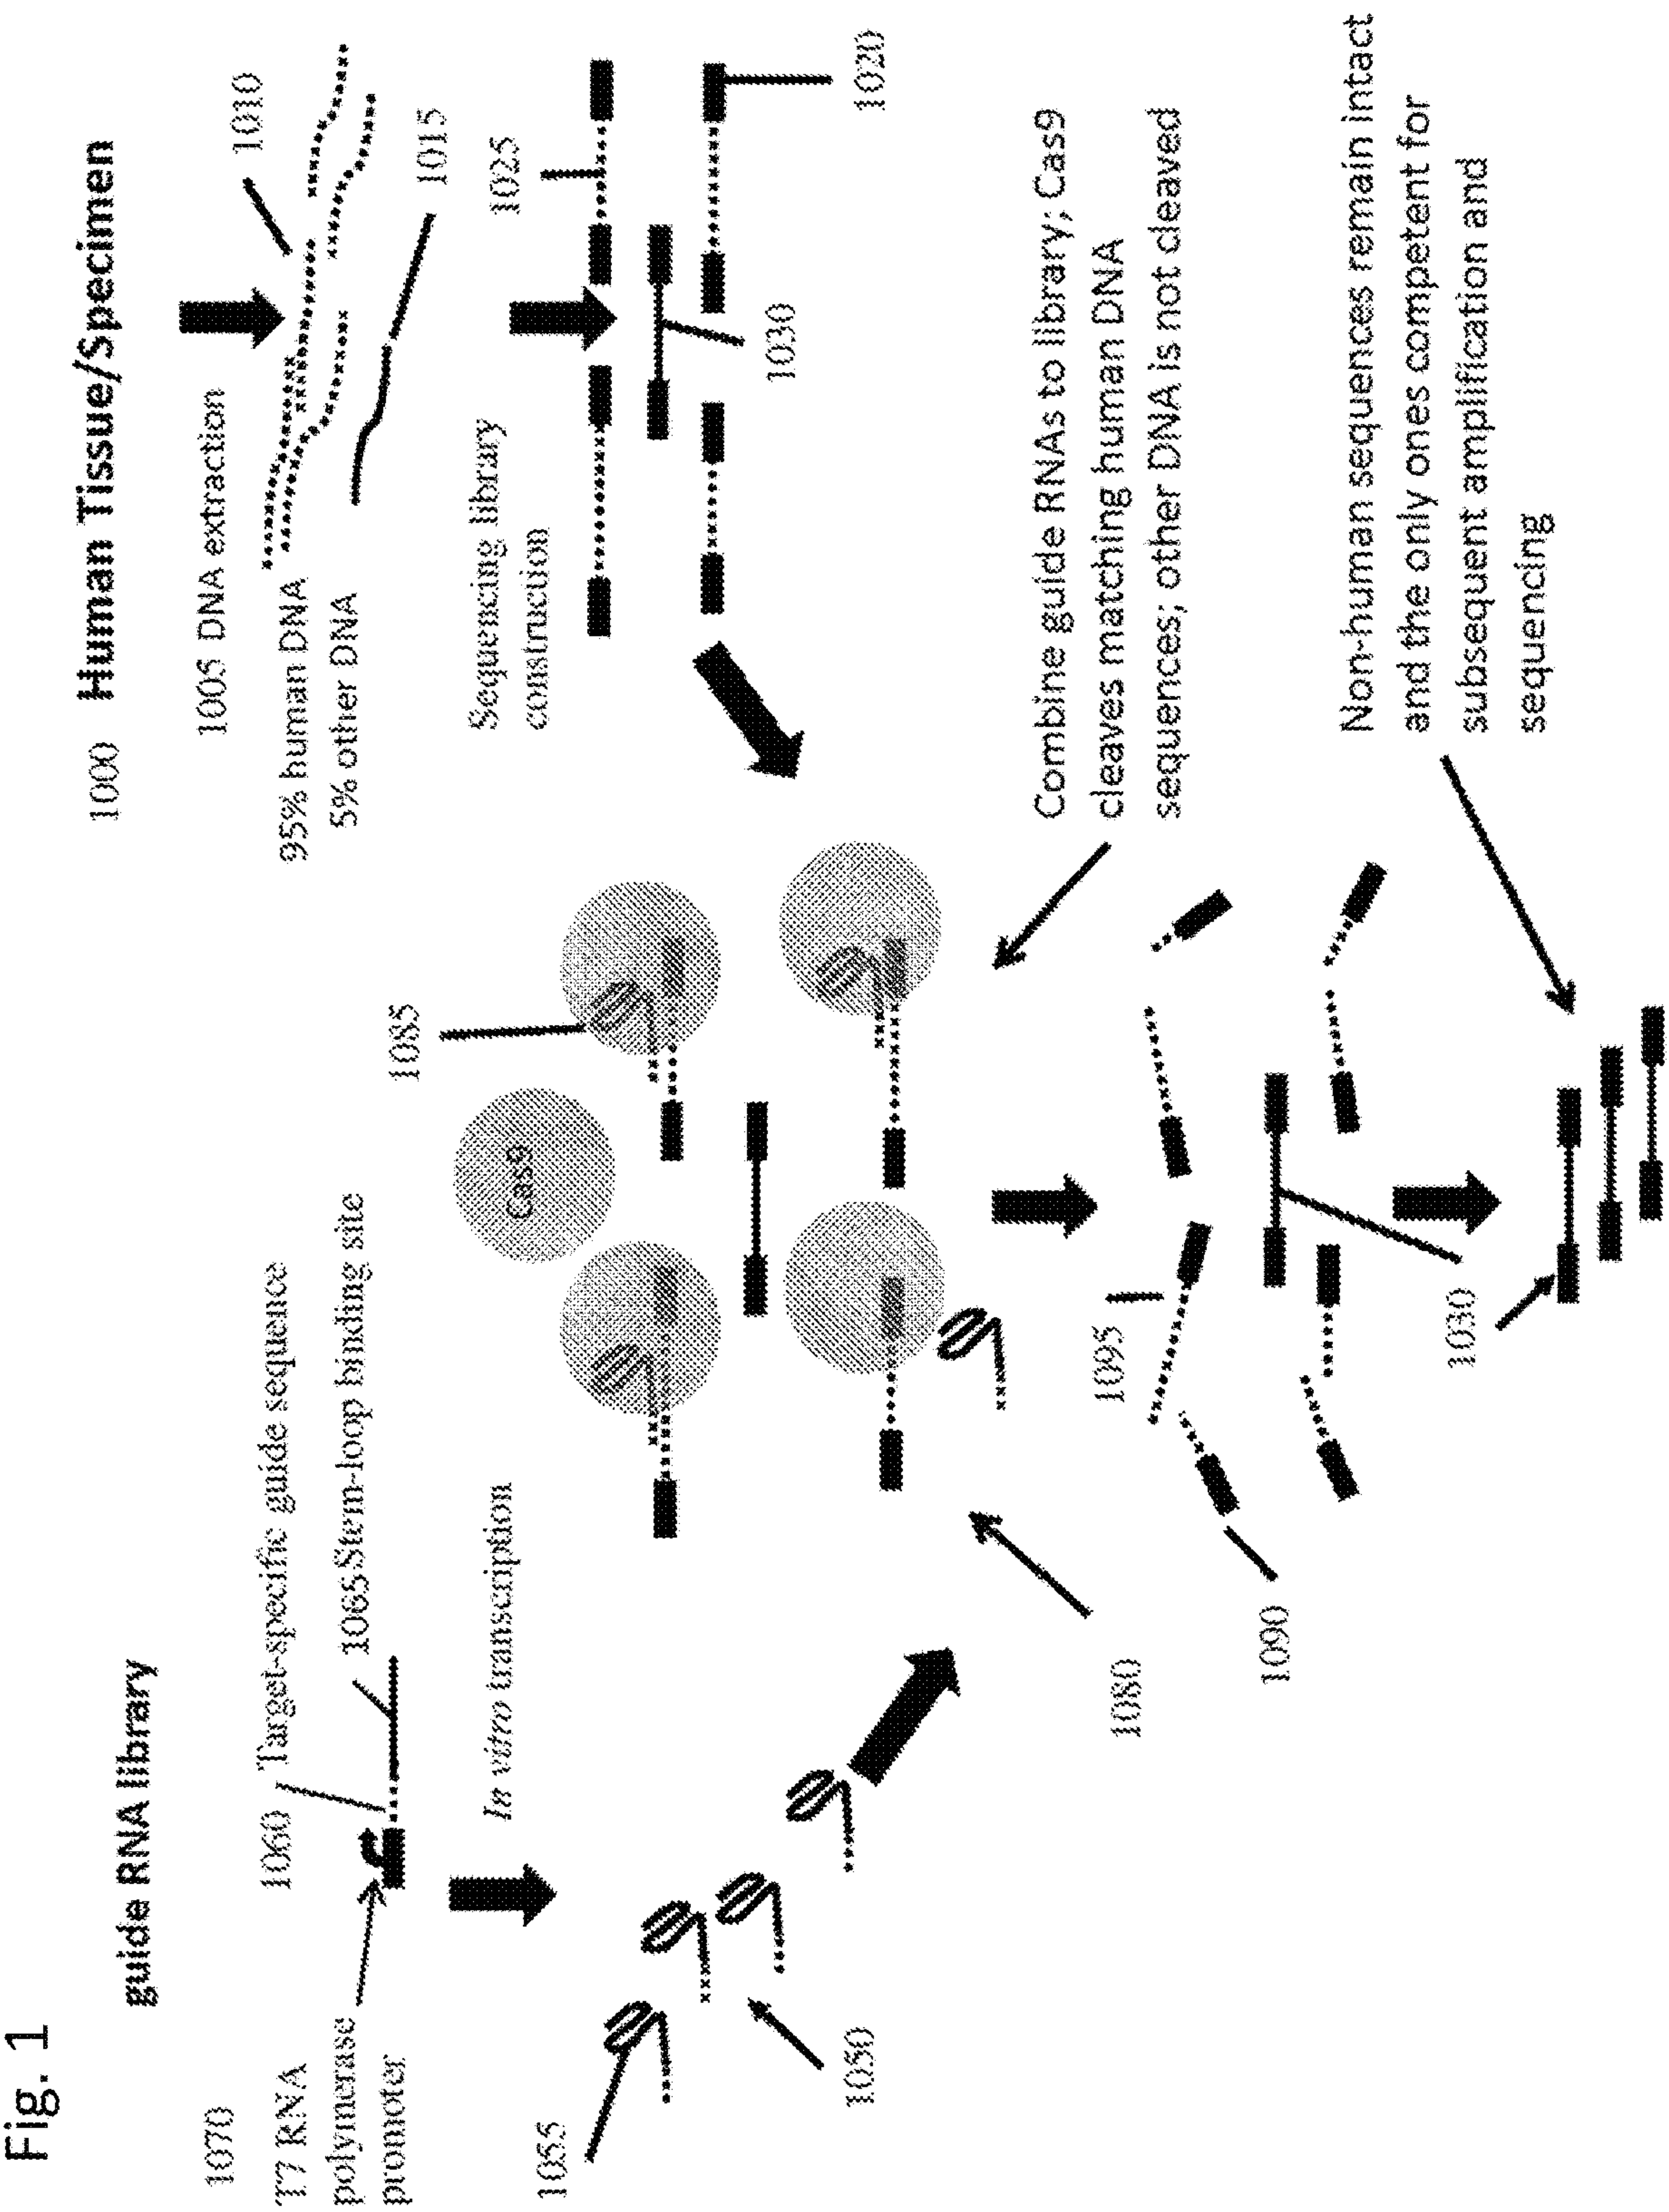 Fig. 1
guide RNA library
1070
T7 RNA
polymerase
promoter
1060
Target-specific guide sequence
1065 Stem-loop binding site
In vitro transcription
1055
1050
1000 Human Tissue/Specimen
1005 DNA extraction
95% human DNA
5% other DNA
1010
1015
Sequencing library
construction
1025
1030
1020
Cas9
1085
1080
Combine guide RNAs to library; Cas9
cleaves matching human DNA
sequences; other DNA is not cleaved
1095
1090
1030
Non-human sequences remain intact
and the only ones competent for
subsequent amplification and
sequencing